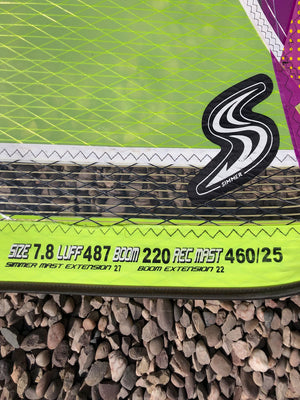 SIMMER
SIZE 7.8 LUFF 487 BOOM 220 REC MAST 460/25
SIMMER MAST EXTENSION 27 BOOM EXTENSION 22